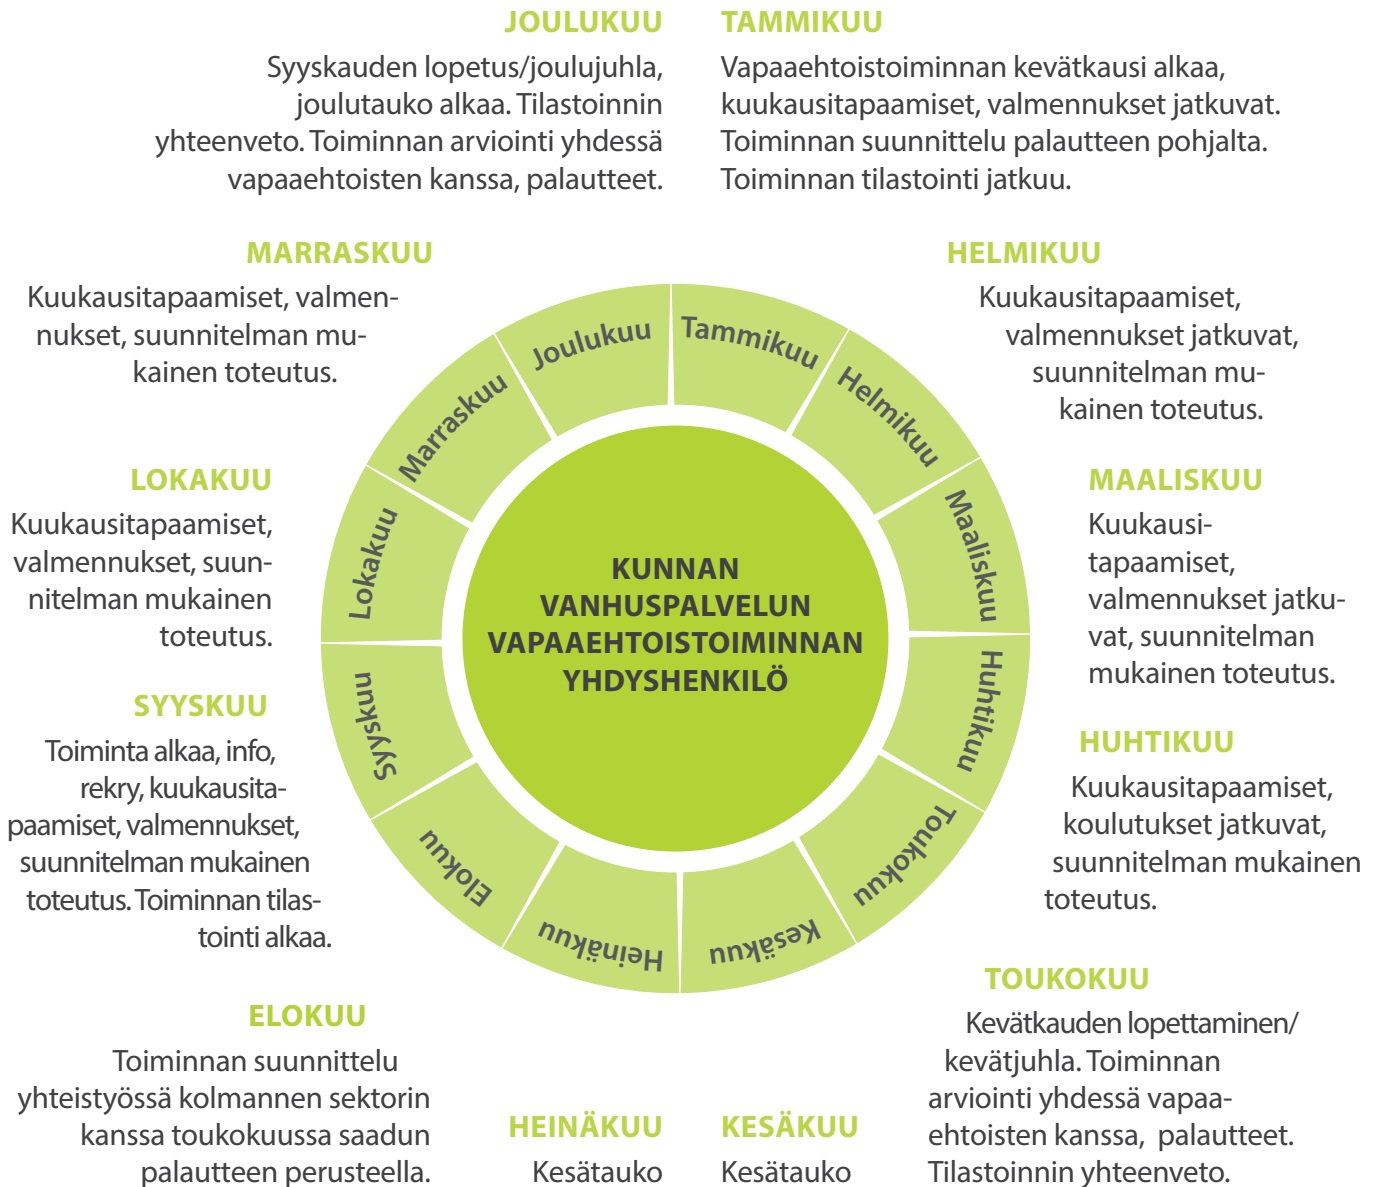 JOULUKUU
Syyskauden lopetus/joulujuhla,
joulutauko alkaa. Tilastoinnin
yhteenveto. Toiminnan arviointi yhdessä
vapaaehtoisten kanssa, palautteet.
TAMMIKUU
Vapaaehtoistoiminnan kevätkausi alkaa,
kuukausitapaamiset, valmennukset jatkuvat.
Toiminnan suunnittelu palautteen pohjalta.
Toiminnan tilastointi jatkuu.
MARRASKUU
Kuukausitapaamiset, valmen-
nukset, suunnitelman mu-
kainen toteutus.
HELMIKUU
Kuukausitapaamiset,
valmennukset jatkuvat,
suunnitelman mu-
kainen toteutus.
LOKAKUU
Kuukausitapaamiset,
valmennukset, suun-
nitelman mukainen
toteutus.
MAALISKUU
Kuukausi-
tapaamiset,
valmennukset jatku-
vat, suunnitelman
mukainen toteutus.
SYYSKUU
Toiminta alkaa, info,
rekry, kuukausita-
paamiset, valmennukset,
suunnitelman mukainen
toteutus. Toiminnan tilas-
tointi alkaa.
HUHTIKUU
Kuukausitapaamiset,
koulutukset jatkuvat,
suunnitelman mukainen
toteutus.
ELOKUU
Toiminnan suunnittelu
yhteistyössä kolmannen sektorin
kanssa toukokuussa saadun
palautteen perusteella.
HEINÄKUU
Kesätauko
KESÄKUU
Kesätauko
TOUKOKUU
Kevätkauden lopettaminen/
kevätjuhla. Toiminnan
arviointi yhdessä vapaa-
ehtoisten kanssa, palautteet.
Tilastoinnin yhteenveto.
Tammikuu
Helmikuu
Maaliskuu
Huhtikuu
Toukokuu
Kesäkuu
Heinäkuu
Elokuu
Syyskuu
Lokakuu
Marraskuu
Joulukuu
KUNNAN
VANHUSPALVELUN
VAPAAEHTOISTOIMINNAN
YHDYSHENKILÖ